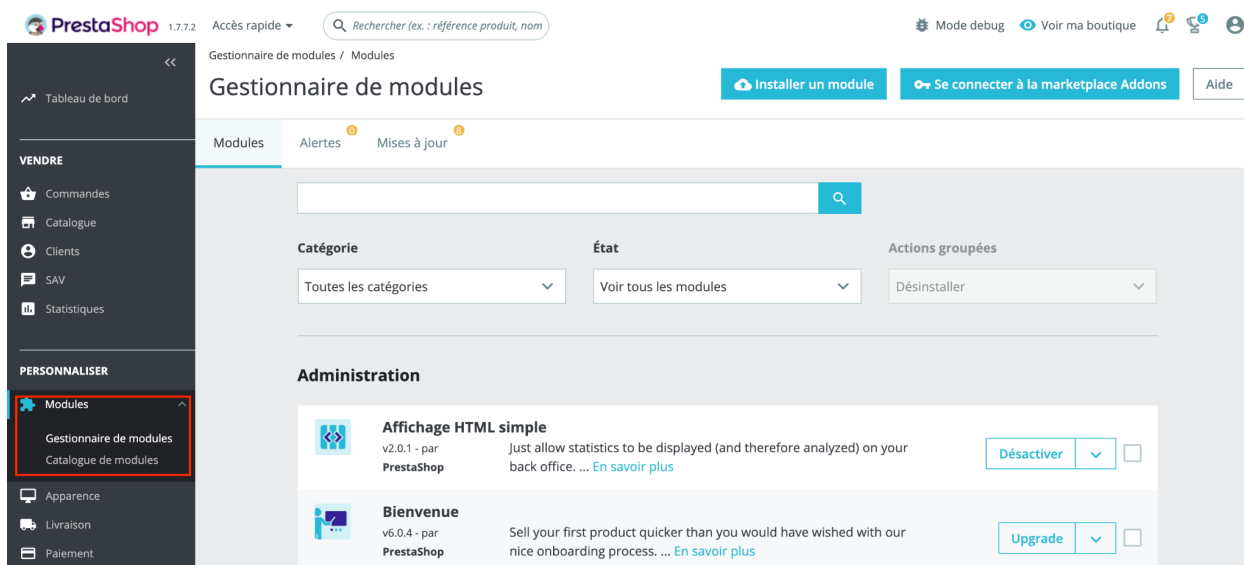 PrestaShop 1.7.7.2 Accès rapide Rechercher (ex. : référence produit, nom Mode debug Voir ma boutique 7 5
Gestionnaire de modules / Modules
Gestionnaire de modules Installer un module Se connecter à la marketplace Addons Aide
Tableau de bord
Modules Alertes 0 Mises à jour 8
VENDRE
Commandes
Catalogue
Clients
SAV
Statistiques
PERSONNALISER
Modules
Gestionnaire de modules
Catalogue de modules
Apparence
Livraison
Paiement
Catégorie État Actions groupées
Toutes les catégories Voir tous les modules Désinstaller
Administration
Affichage HTML simple
v2.0.1 - par Just allow statistics to be displayed (and therefore analyzed) on your
PrestaShop back office. ... En savoir plus
Désactiver
Bienvenue
v6.0.4 - par Sell your first product quicker than you would have wished with our
PrestaShop nice onboarding process. ... En savoir plus
Upgrade